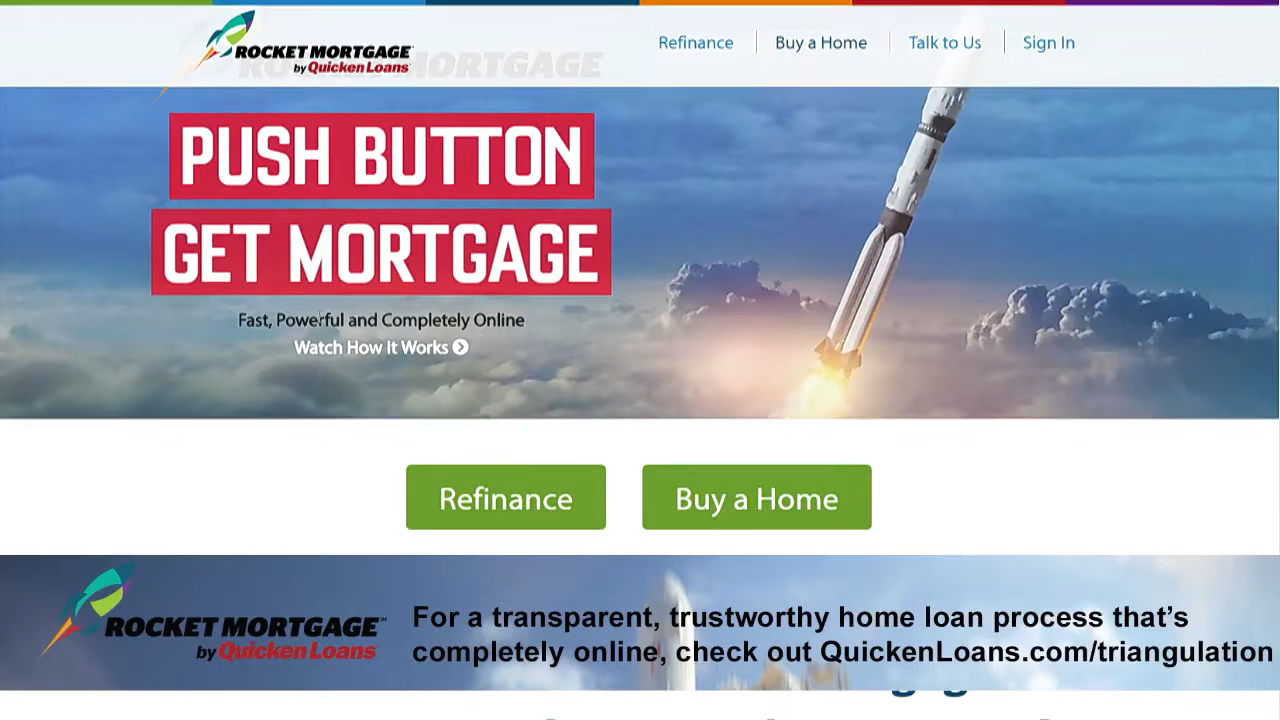 ROCKET MORTGAGE
by Quicken Loans
ROCKET MORTGAGE
Refinance
Buy a Home
Talk to Us
Sign In
PUSH BUTTON
GET MORTGAGE
Fast, Powerful and Completely Online
Watch How It Works
Refinance
Buy a Home
ROCKET MORTGAGE℠
by Quicken Loans
For a transparent, trustworthy home loan process that's
completely online, check out QuickenLoans.com/triangulation